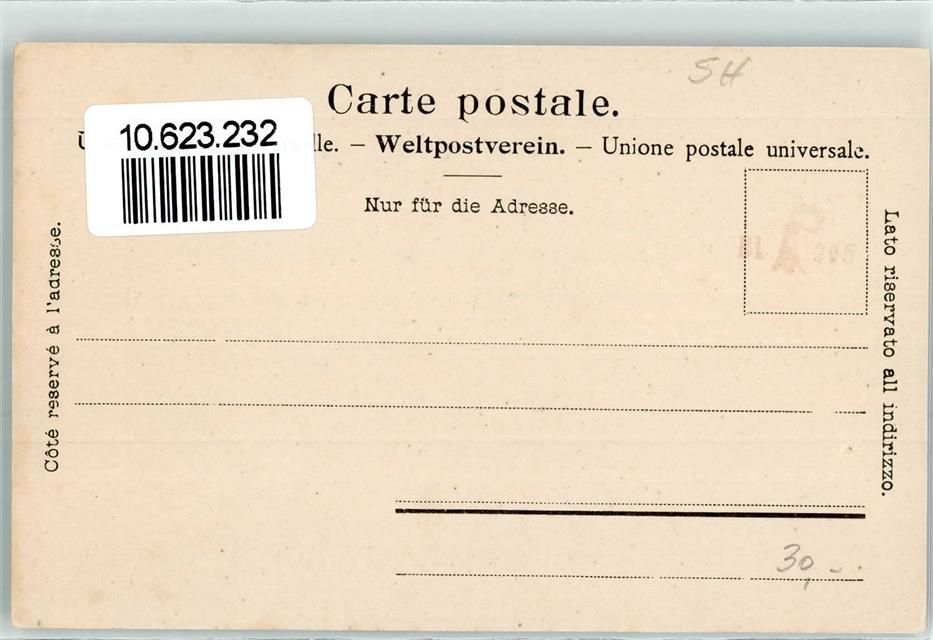 SH
Carte postale.
10.623.232
lle. – Weltpostverein. – Unione postale universale.
Nur für die Adresse.
Côté reservé à l'adresse.
Lato riservato all indirizzo.
30,-